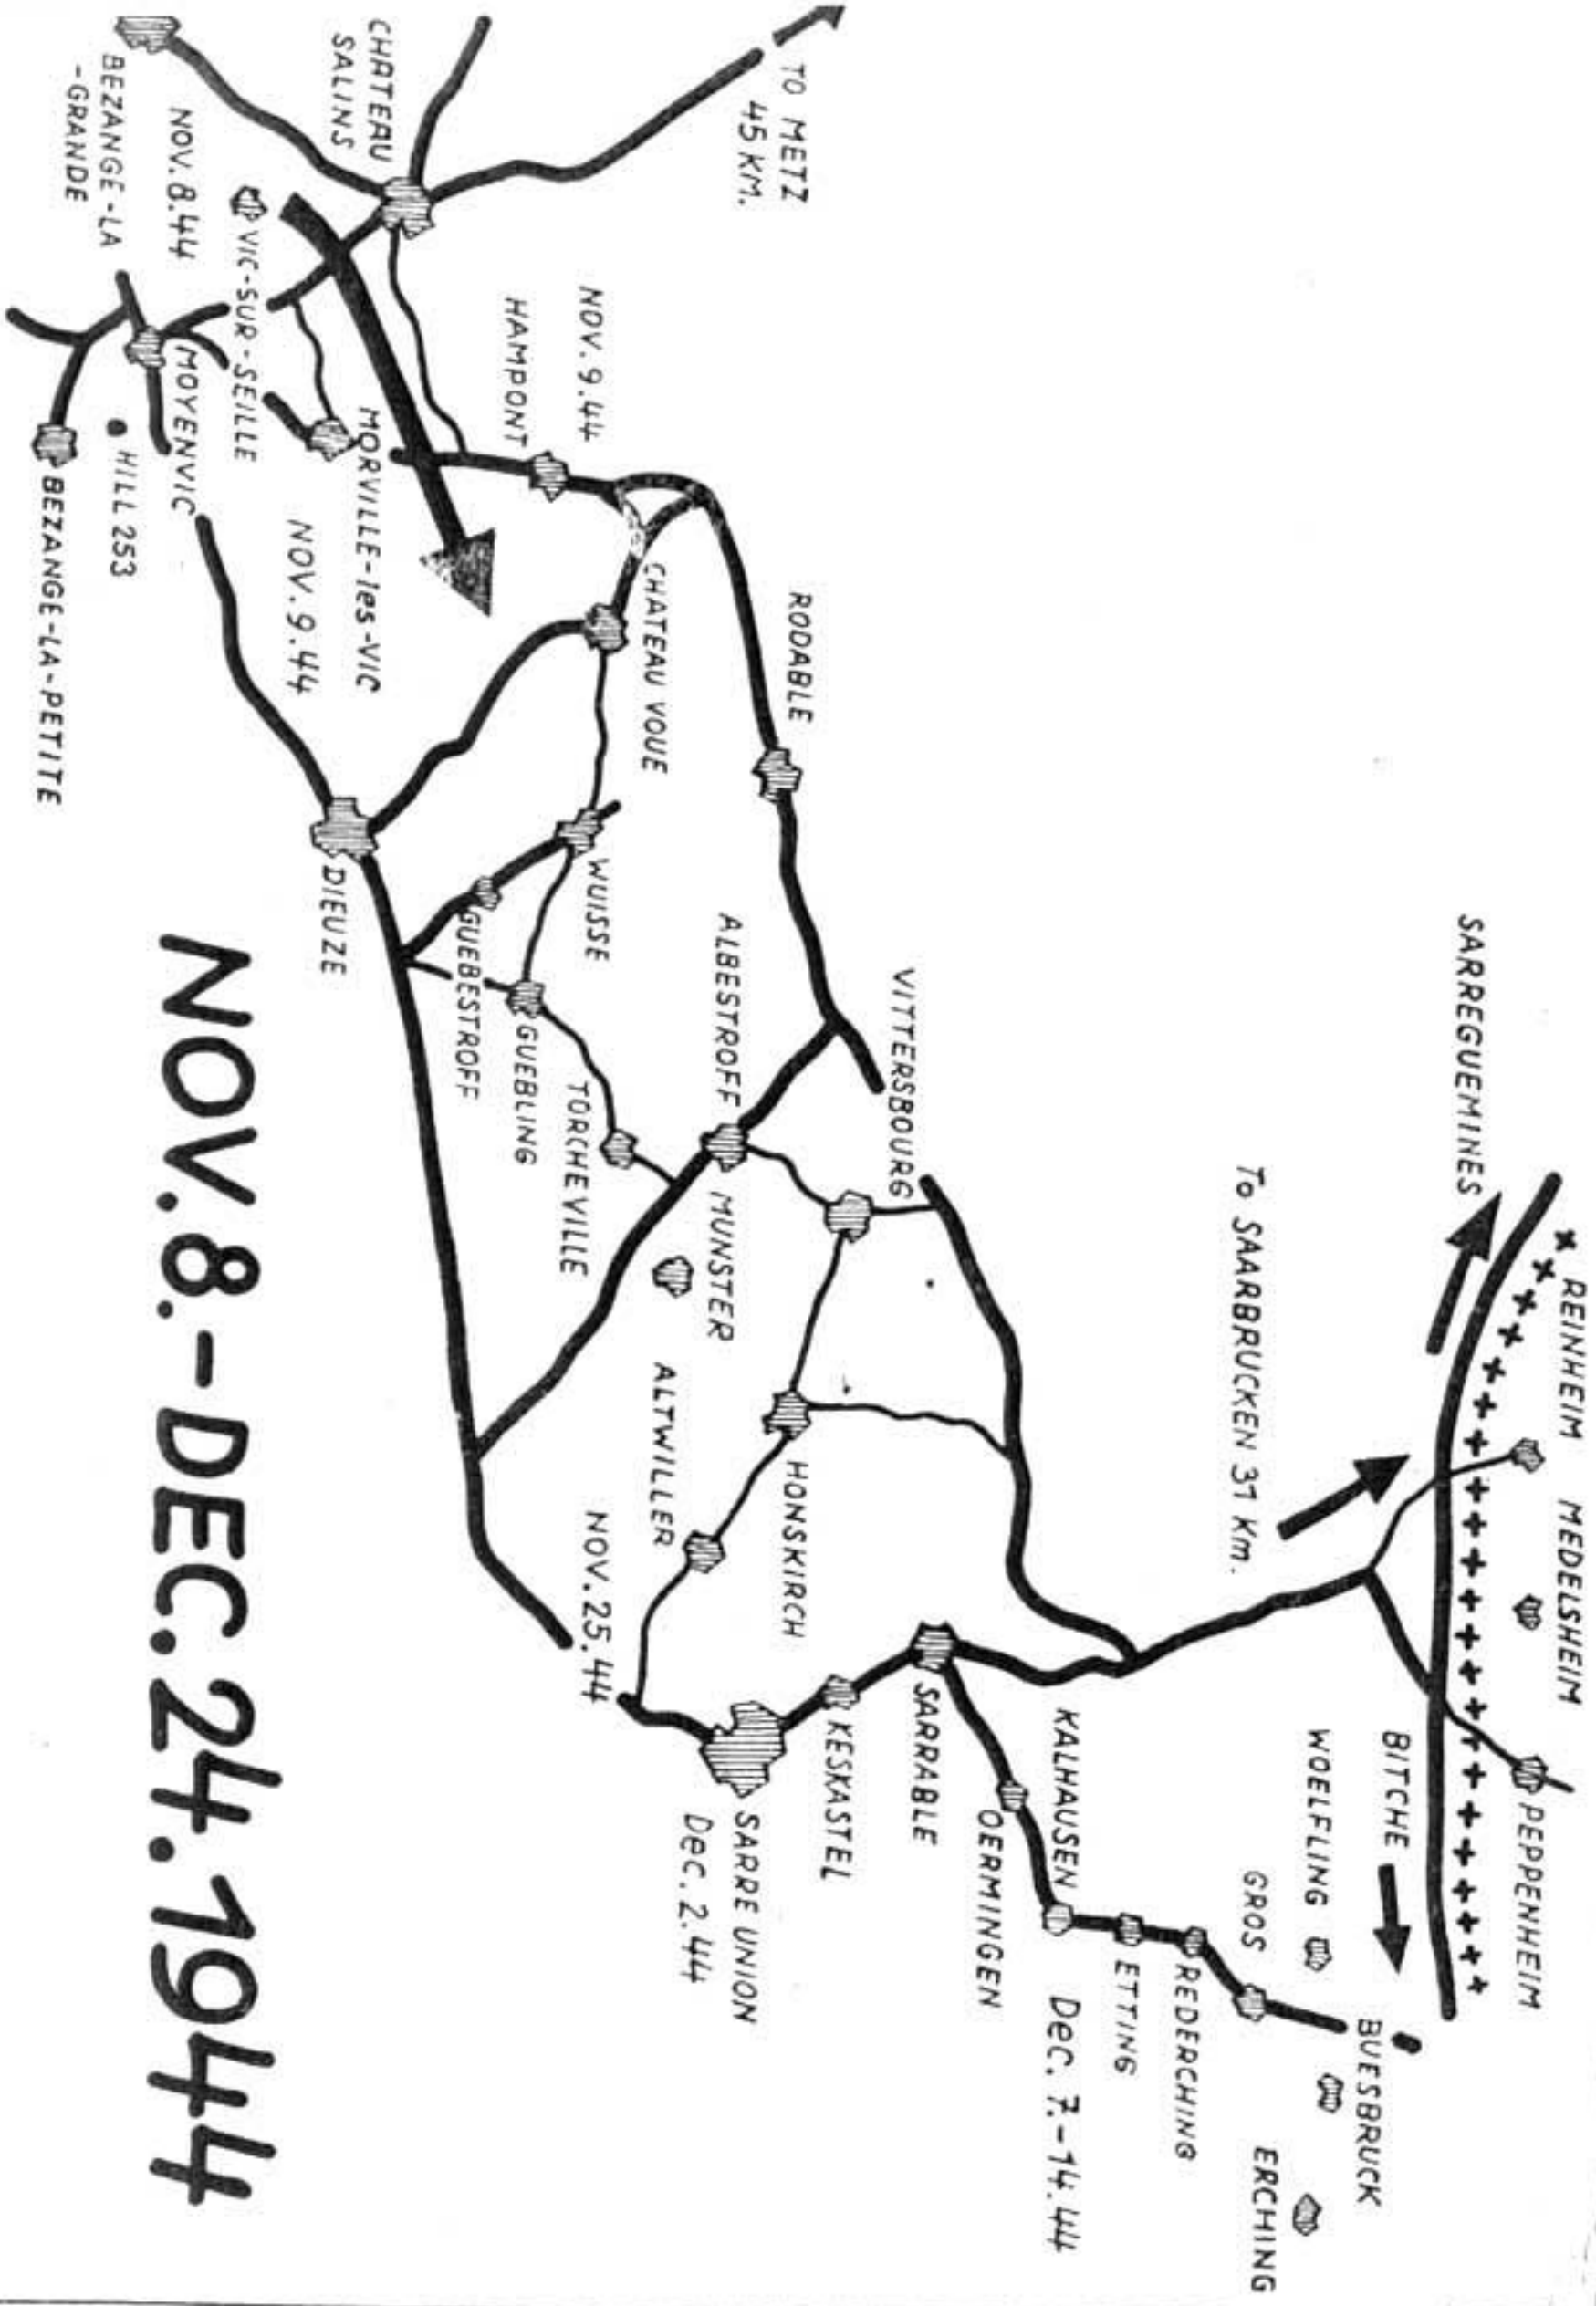 REINHEIM
MEDELSHEIM
PEPPENHEIM
SARREGUEMINES
BITCHE
BUESBRUCK
WOELFLING
To SAARBRUCKEN 31 Km.
GROS
ERCHING
REDERCHING
ETTING
KALHAUSEN
Dec. 7.-14.44
OERMINGEN
SARRABLE
VITTERSBOURG
KESKASTEL
HONSKIRCH
SARRE UNION
Dec. 2.44
TO METZ
45 KM.
RODABLE
ALBESTROFF
MUNSTER
ALTWILLER
NOV. 25.44
CHATEAU VOUE
WUISSE
TORCHEVILLE
NOV. 9.44
HAMPONT
GUEBLING
GUEBESTROFF
CHATEAU
SALINS
MORVILLE-les-VIC
NOV. 9.44
DIEUZE
VIC-SUR-SEILLE
NOV. 8.44
MOYENVIC
BEZANGE-LA
-GRANDE
HILL 253
BEZANGE-LA-PETITE
NOV. 8.-DEC. 24. 1944